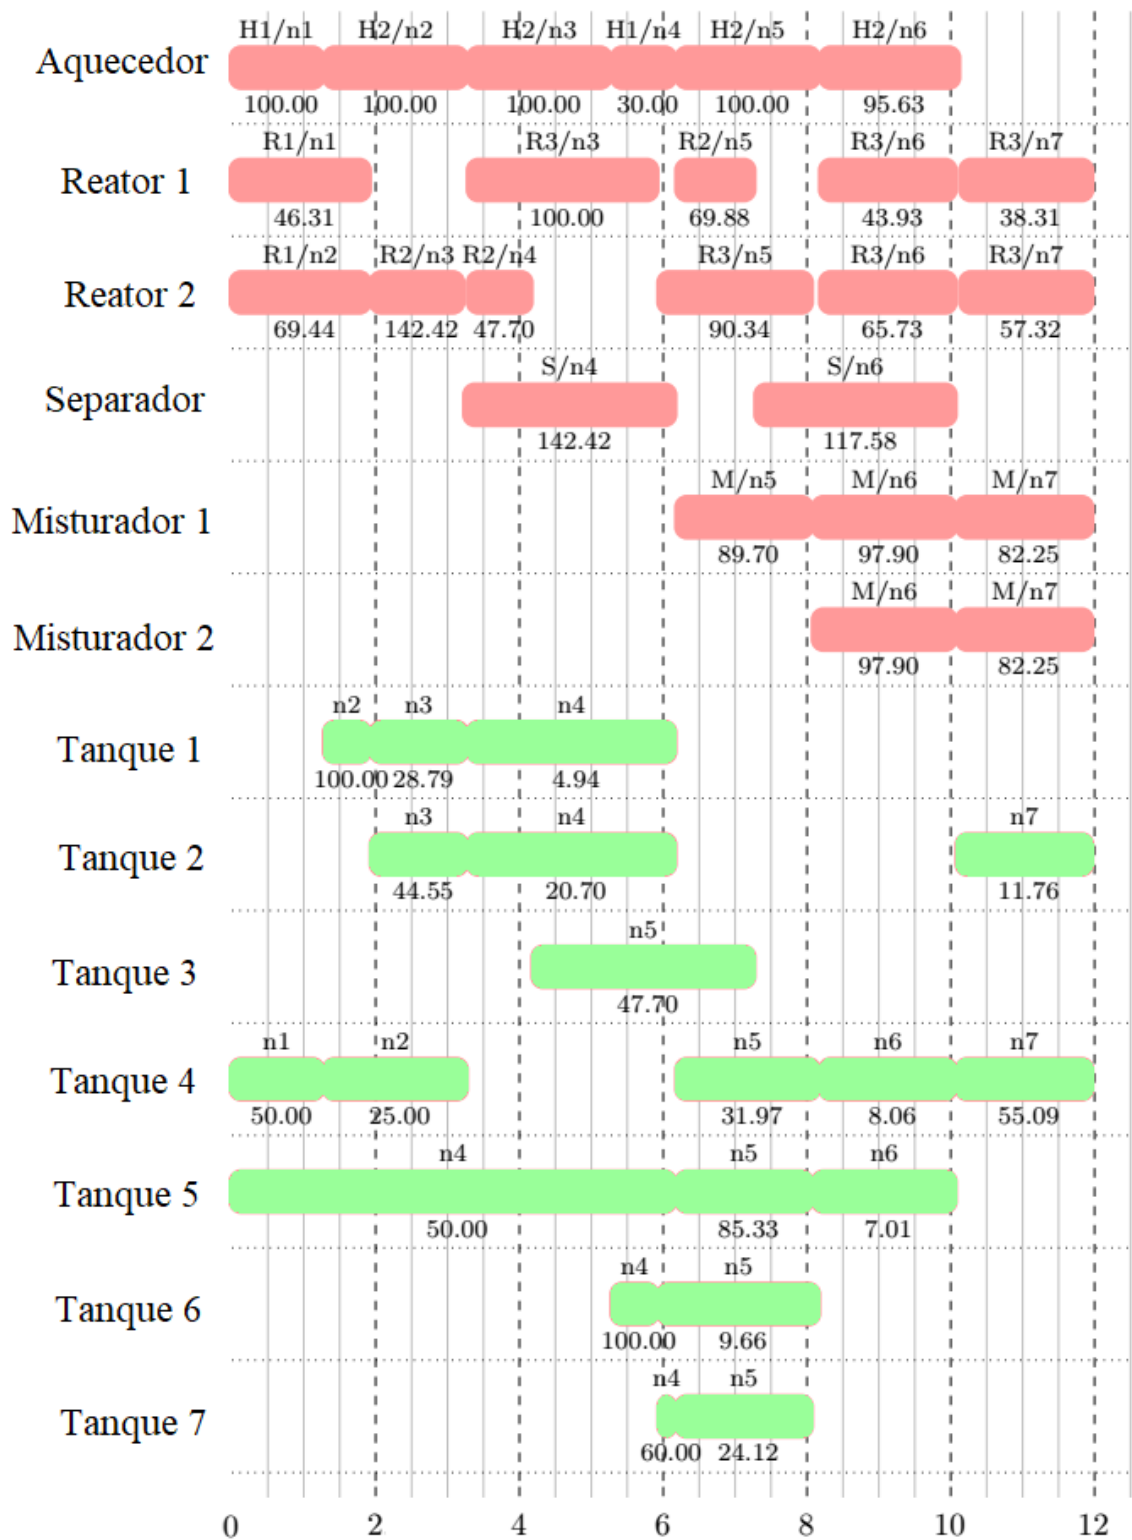 H1/n1 H2/n2 H2/n3 H1/n4 H2/n5 H2/n6
Aquecedor
100.00 100.00 100.00 30.00 100.00 95.63
R1/n1 R3/n3 R2/n5 R3/n6 R3/n7
Reator 1
46.31 100.00 69.88 43.93 38.31
R1/n2 R2/n3 R2/n4 R3/n5 R3/n6 R3/n7
Reator 2
69.44 142.42 47.70 90.34 65.73 57.32
S/n4 S/n6
Separador
142.42 117.58
M/n5 M/n6 M/n7
Misturador 1
89.70 97.90 82.25
M/n6 M/n7
Misturador 2
97.90 82.25
n2 n3 n4
Tanque 1
100.00 28.79 4.94
n3 n4 n7
Tanque 2
44.55 20.70 11.76
n5
Tanque 3
47.70
n1 n2 n5 n6 n7
Tanque 4
50.00 25.00 31.97 8.06 55.09
n4 n5 n6
Tanque 5
50.00 85.33 7.01
n4 n5
Tanque 6
100.00 9.66
n4 n5
Tanque 7
60.00 24.12
0 2 4 6 8 10 12